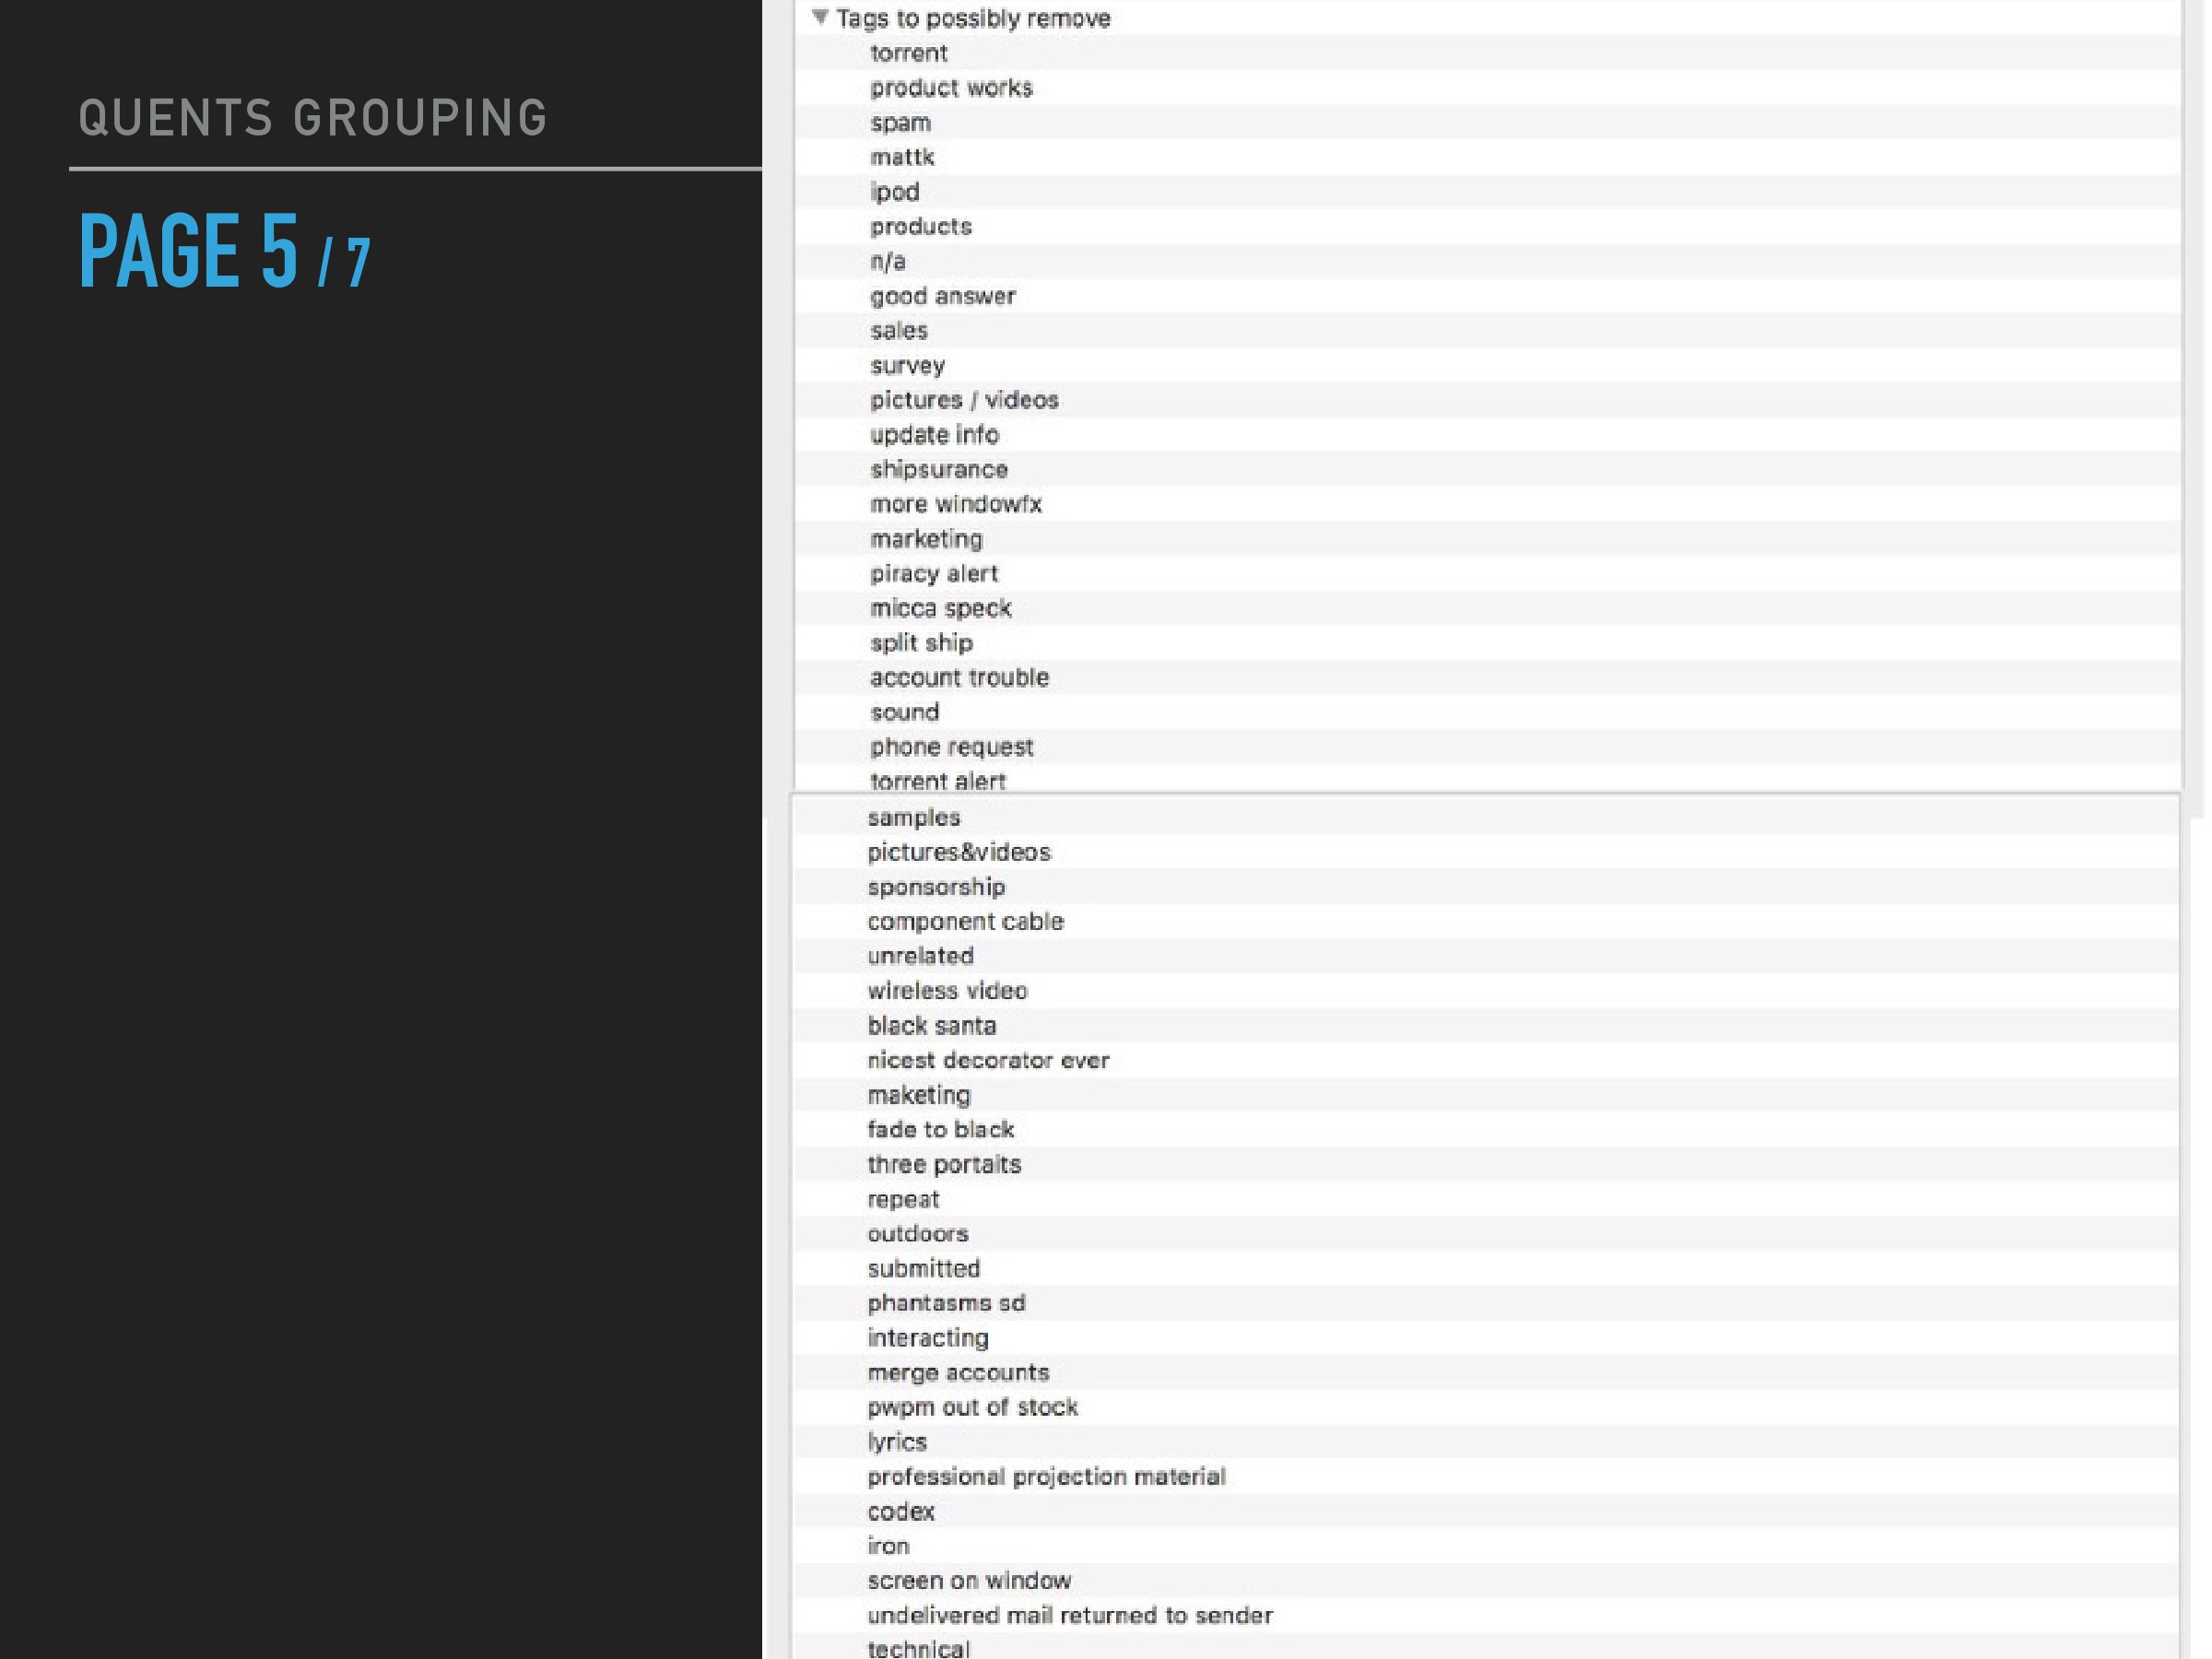 QUENTS GROUPING
PAGE 5 / 7
Tags to possibly remove
torrent
product works
spam
mattk
ipod
products
n/a
good answer
sales
survey
pictures / videos
update info
shipsurance
more windowfx
marketing
piracy alert
micca speck
split ship
account trouble
sound
phone request
torrent alert
samples
pictures&videos
sponsorship
component cable
unrelated
wireless video
black santa
nicest decorator ever
maketing
fade to black
three portaits
repeat
outdoors
submitted
phantasms sd
interacting
merge accounts
pwpm out of stock
lyrics
professional projection material
codex
iron
screen on window
undelivered mail returned to sender
technical